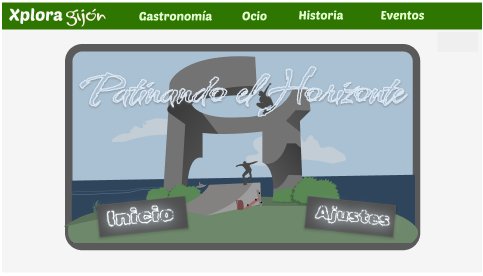 Xplora gijón Gastronomía Ocio Historia Eventos
Patinando el Horizonte
Inicio Ajustes